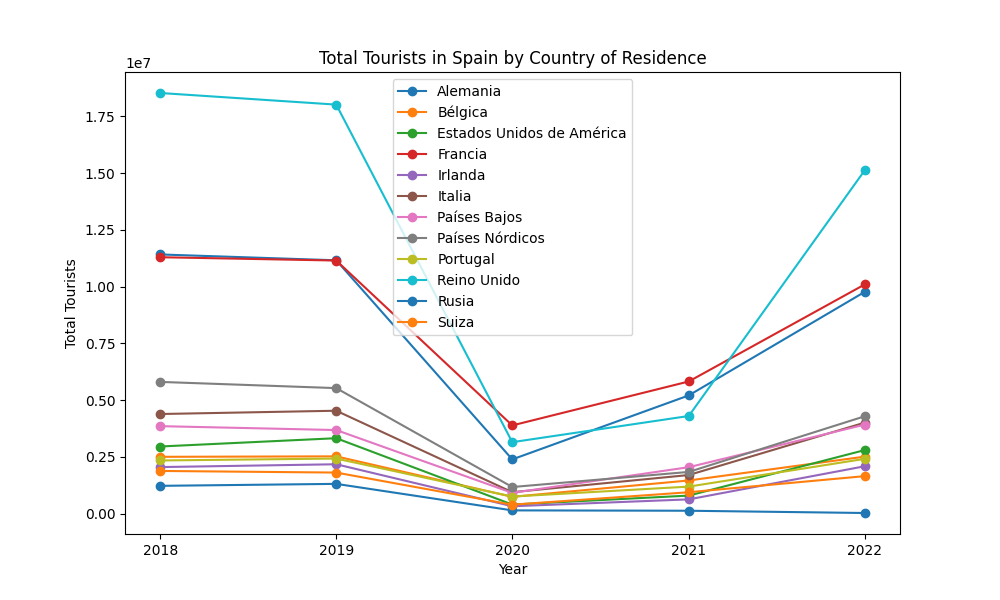 Total Tourists in Spain by Country of Residence
1e7
Total Tourists
1.75
1.50
1.25
1.00
0.75
0.50
0.25
0.00
Alemania
Bélgica
Estados Unidos de América
Francia
Irlanda
Italia
Países Bajos
Países Nórdicos
Portugal
Reino Unido
Rusia
Suiza
2018 2019 2020 2021 2022
Year